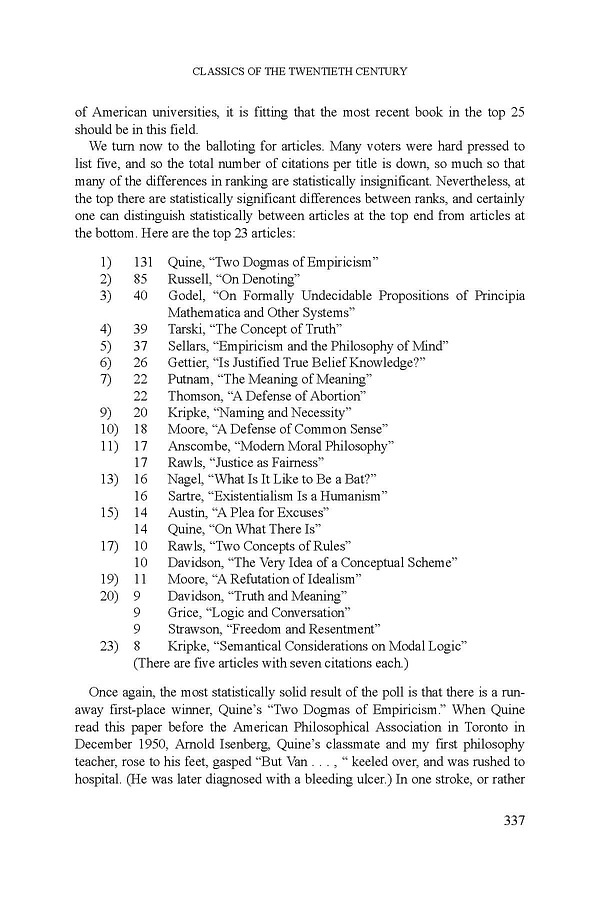 CLASSICS OF THE TWENTIETH CENTURY
of American universities, it is fitting that the most recent book in the top 25
should be in this field.
We turn now to the balloting for articles. Many voters were hard pressed to
list five, and so the total number of citations per title is down, so much so that
many of the differences in ranking are statistically insignificant. Nevertheless, at
the top there are statistically significant differences between ranks, and certainly
one can distinguish statistically between articles at the top end from articles at
the bottom. Here are the top 23 articles:
1) 131 Quine, “Two Dogmas of Empiricism”
2) 85 Russell, “On Denoting”
3) 40 Godel, “On Formally Undecidable Propositions of Principia
Mathematica and Other Systems”
4) 39 Tarski, “The Concept of Truth”
5) 37 Sellars, “Empiricism and the Philosophy of Mind”
6) 26 Gettier, “Is Justified True Belief Knowledge?”
7) 22 Putnam, “The Meaning of Meaning”
22 Thomson, “A Defense of Abortion”
9) 20 Kripke, “Naming and Necessity”
10) 18 Moore, “A Defense of Common Sense”
11) 17 Anscombe, “Modern Moral Philosophy”
17 Rawls, “Justice as Fairness”
13) 16 Nagel, “What Is It Like to Be a Bat?”
16 Sartre, “Existentialism Is a Humanism”
15) 14 Austin, “A Plea for Excuses”
14 Quine, “On What There Is”
17) 10 Rawls, “Two Concepts of Rules”
10 Davidson, “The Very Idea of a Conceptual Scheme”
19) 11 Moore, “A Refutation of Idealism”
20) 9 Davidson, “Truth and Meaning”
9 Grice, “Logic and Conversation”
9 Strawson, “Freedom and Resentment”
23) 8 Kripke, “Semantical Considerations on Modal Logic”
(There are five articles with seven citations each.)
Once again, the most statistically solid result of the poll is that there is a run-
away first-place winner, Quine’s “Two Dogmas of Empiricism.” When Quine
read this paper before the American Philosophical Association in Toronto in
December 1950, Arnold Isenberg, Quine’s classmate and my first philosophy
teacher, rose to his feet, gasped “But Van . . . , “ keeled over, and was rushed to
hospital. (He was later diagnosed with a bleeding ulcer.) In one stroke, or rather
337